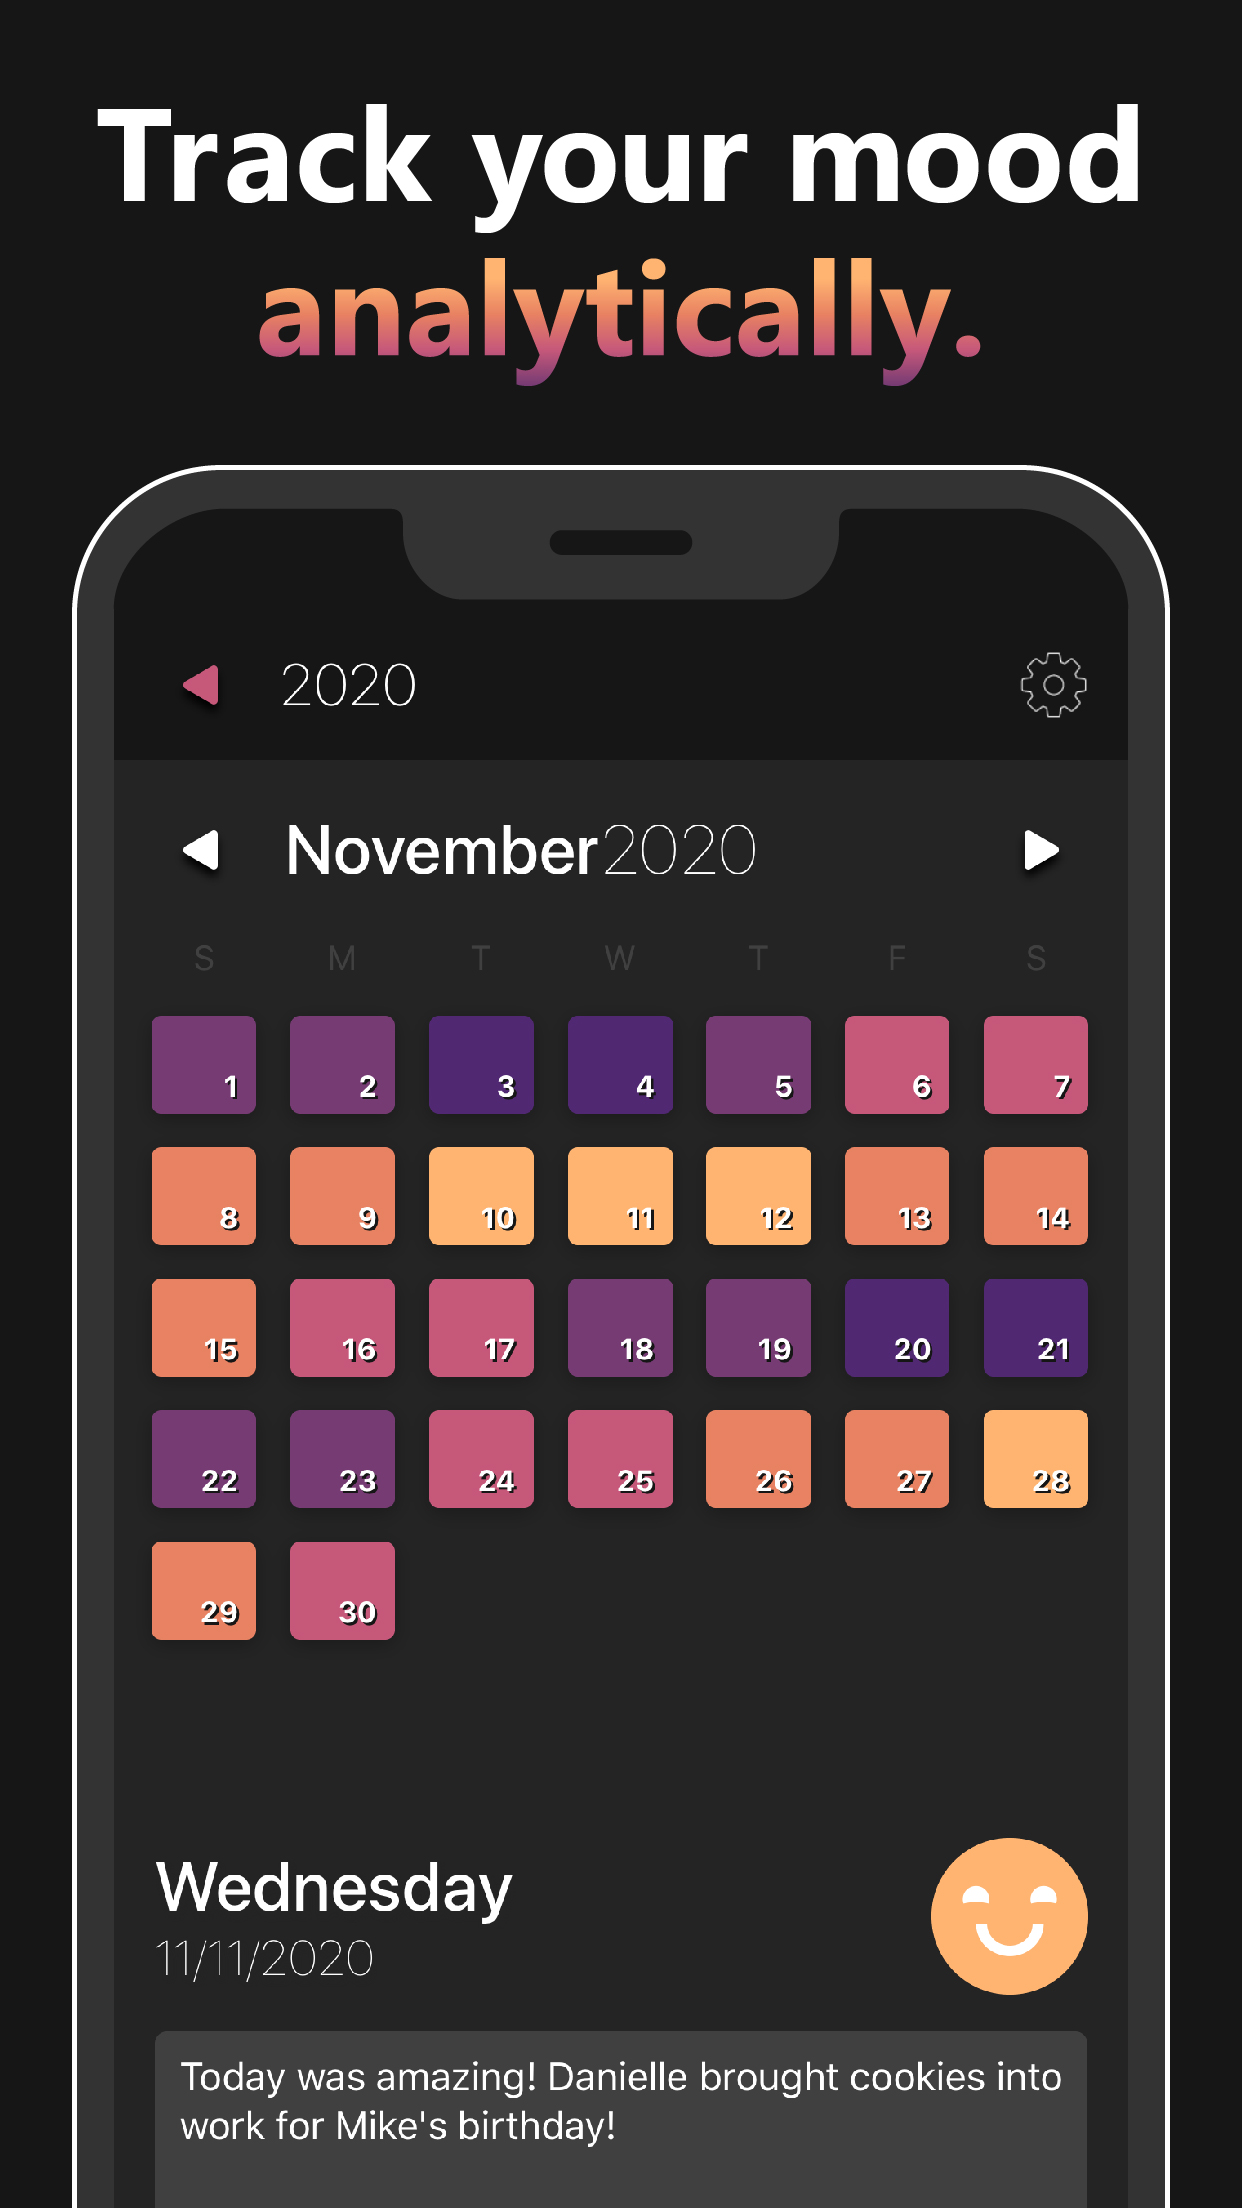 Track your mood
analytically.
2020
November 2020
S M T W T F S
1 2 3 4 5 6 7
8 9 10 11 12 13 14
15 16 17 18 19 20 21
22 23 24 25 26 27 28
29 30
Wednesday
11/11/2020
Today was amazing! Danielle brought cookies into
work for Mike's birthday!